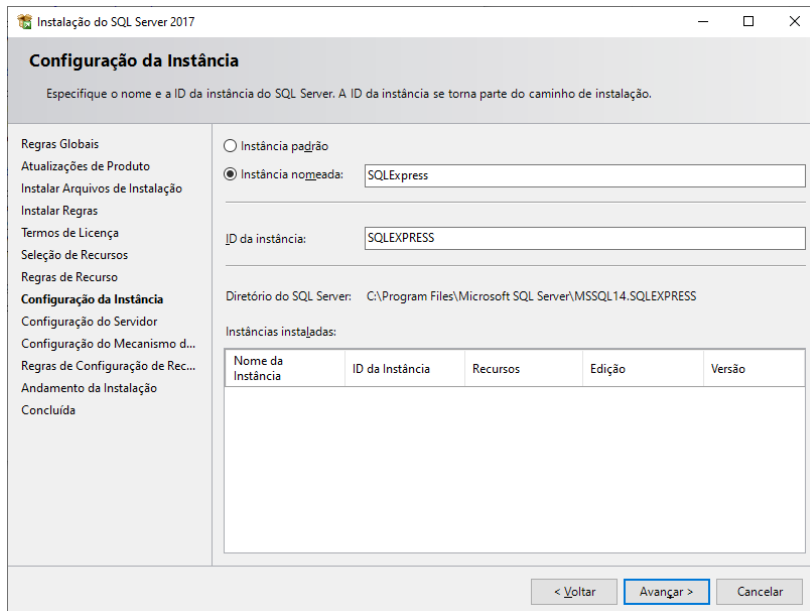 Instalação do SQL Server 2017
Configuração da Instância
Especifique o nome e a ID da instância do SQL Server. A ID da instância se torna parte do caminho de instalação.
Regras Globais
Atualizações de Produto
Instalar Arquivos de Instalação
Instalar Regras
Termos de Licença
Seleção de Recursos
Regras de Recurso
Configuração da Instância
Configuração do Servidor
Configuração do Mecanismo d...
Regras de Configuração de Rec...
Andamento da Instalação
Concluída
Instância padrão
Instância nomeada: SQLExpress
ID da instância: SQLEXPRESS
Diretório do SQL Server: C:\Program Files\Microsoft SQL Server\MSSQL14.SQLEXPRESS
Instâncias instaladas:
Nome da
Instância ID da Instância Recursos Edição Versão
< Voltar Avançar > Cancelar